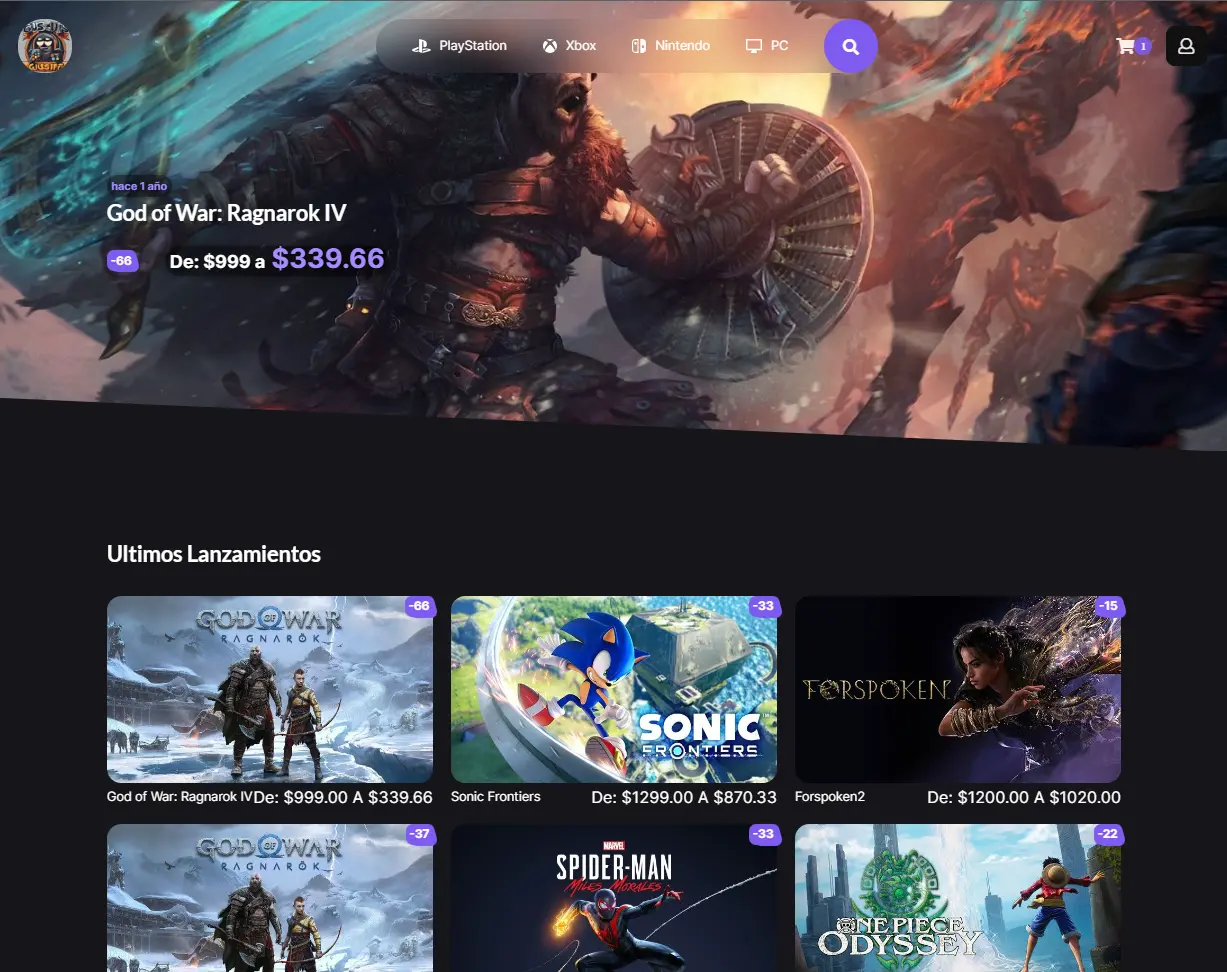 PlayStation
Xbox
Nintendo
PC
1
hace 1 año
God of War: Ragnarok IV
-66
De: $999 a $339.66
Ultimos Lanzamientos
-66
GOD OF WAR
RAGNARÖK
God of War: Ragnarok IV
De: $999.00 A $339.66
-33
SONIC
FRONTIERS
Sonic Frontiers
De: $1299.00 A $870.33
-15
FORSPOKEN
Forspoken2
De: $1200.00 A $1020.00
-37
GOD OF WAR
RAGNARÖK
-33
MARVEL
SPIDER-MAN
MILES MORALES
-22
ONE PIECE
ODYSSEY